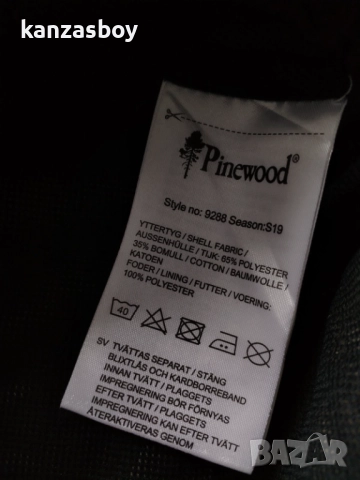 kanzasboy
Pinewood®
Style no: 9288 Season:S19
YTTERTYG / SHELL FABRIC /
AUSSENHÜLLE / TIJK: 65% POLYESTER
35% BOMULL / COTTON / BAUMWOLLE /
KATOEN
FODER / LINING / FUTTER / VOERING:
100% POLYESTER
40
SV TVÄTTAS SEPARAT / STÄNG
BLIXTLÅS OCH KARDBORREBAND
INNAN TVÄTT / PLAGGETS
IMPREGNERING BÖR FÖRNYAS
EFTER TVÄTT / PLAGGETS
IMPREGNERING KAN EFTER TVÄTT
ÅTERAKTIVERAS GENOM
BAZAR
bg